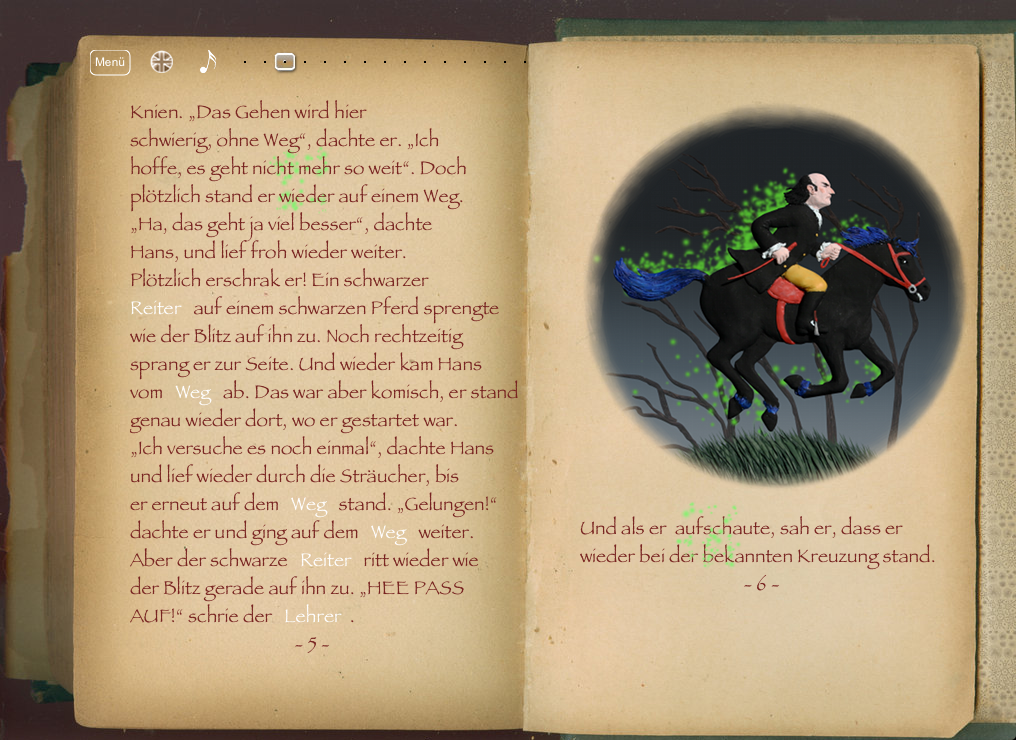 Menü
Knien. „Das Gehen wird hier
schwierig, ohne Weg“, dachte er. „Ich
hoffe, es geht nicht mehr so weit“. Doch
plötzlich stand er wieder auf einem Weg.
„Ha, das geht ja viel besser“, dachte
Hans, und lief froh wieder weiter.
Plötzlich erschrak er! Ein schwarzer
Reiter auf einem schwarzen Pferd sprengte
wie der Blitz auf ihn zu. Noch rechtzeitig
sprang er zur Seite. Und wieder kam Hans
vom Weg ab. Das war aber komisch, er stand
genau wieder dort, wo er gestartet war.
„Ich versuche es noch einmal“, dachte Hans
und lief wieder durch die Sträucher, bis
er erneut auf dem Weg stand. „Gelungen!“
dachte er und ging auf dem Weg weiter.
Aber der schwarze Reiter ritt wieder wie
der Blitz gerade auf ihn zu. „HEE PASS
AUF!“ schrie der Lehrer .
- 5 -
Und als er aufschaute, sah er, dass er
wieder bei der bekannten Kreuzung stand.
- 6 -